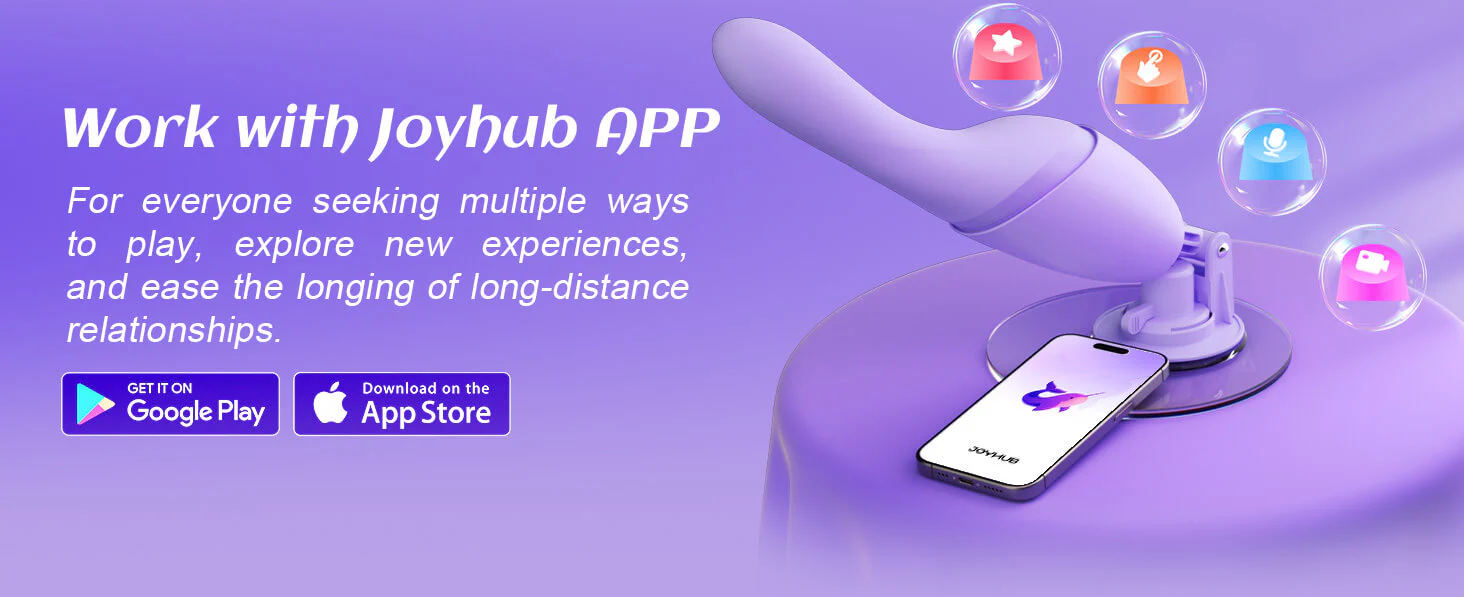 Work with Joyhub APP
For everyone seeking multiple ways
to play, explore new experiences,
and ease the longing of long-distance
relationships.
GET IT ON
Google Play
Download on the
App Store
JOYHUB